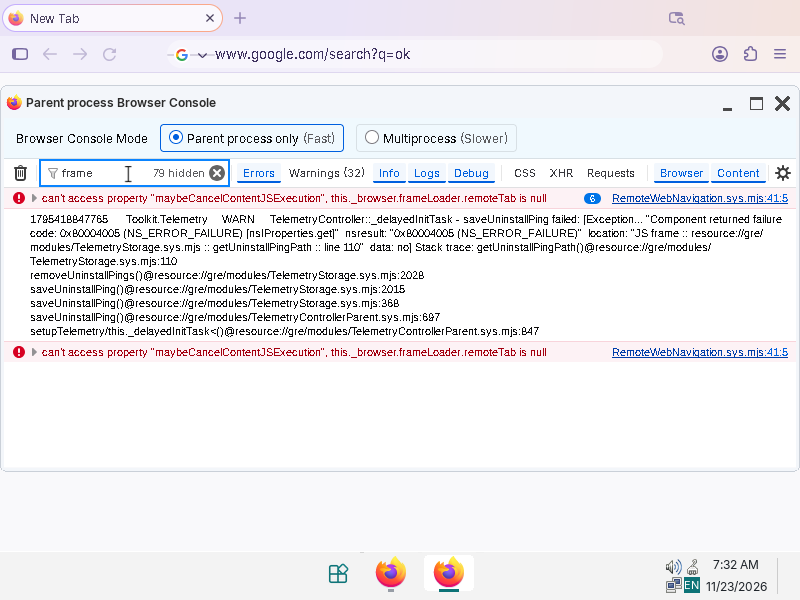 New Tab
www.google.com/search?q=ok
Parent process Browser Console
Browser Console Mode
Parent process only (Fast)
Multiprocess (Slower)
frame
79 hidden
Errors
Warnings (32)
Info
Logs
Debug
CSS
XHR
Requests
Browser
Content
can't access property "maybeCancelContentJSExecution", this._browser.frameLoader.remoteTab is null
6
RemoteWebNavigation.sys.mjs:41:5
1795418847765 Toolkit.Telemetry WARN TelemetryController::_delayedInitTask - saveUninstallPing failed: [Exception... "Component returned failure
code: 0x80004005 (NS_ERROR_FAILURE) [nsIProperties.get]" nsresult: "0x80004005 (NS_ERROR_FAILURE)" location: "JS frame :: resource://gre/
modules/TelemetryStorage.sys.mjs :: getUninstallPingPath :: line 110" data: no] Stack trace: getUninstallPingPath()@resource://gre/modules/
TelemetryStorage.sys.mjs:110
removeUninstallPings()@resource://gre/modules/TelemetryStorage.sys.mjs:2028
saveUninstallPing()@resource://gre/modules/TelemetryStorage.sys.mjs:2015
saveUninstallPing()@resource://gre/modules/TelemetryStorage.sys.mjs:368
saveUninstallPing()@resource://gre/modules/TelemetryControllerParent.sys.mjs:697
setupTelemetry/this._delayedInitTask<()@resource://gre/modules/TelemetryControllerParent.sys.mjs:847
can't access property "maybeCancelContentJSExecution", this._browser.frameLoader.remoteTab is null
RemoteWebNavigation.sys.mjs:41:5
7:32 AM
EN
11/23/2026